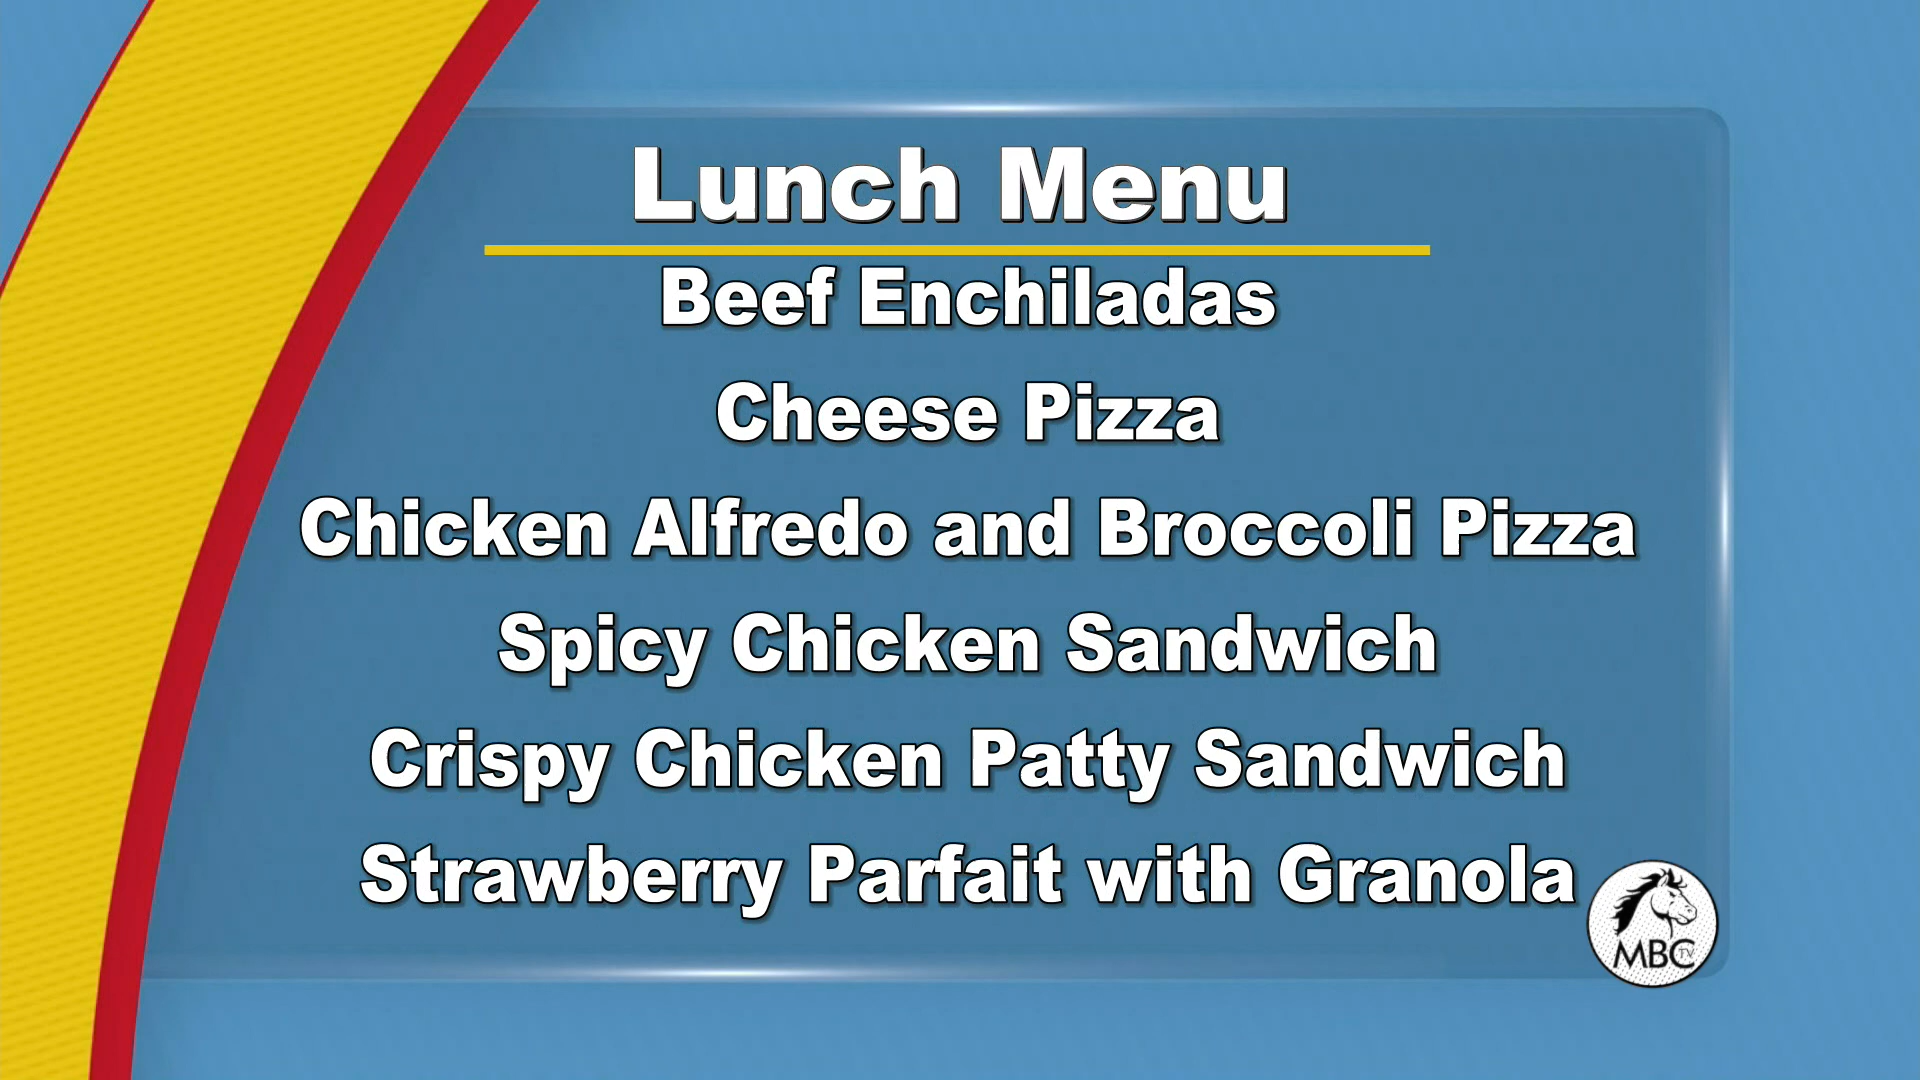 Lunch Menu
Beef Enchiladas
Cheese Pizza
Chicken Alfredo and Broccoli Pizza
Spicy Chicken Sandwich
Crispy Chicken Patty Sandwich
Strawberry Parfait with Granola
MBC TV